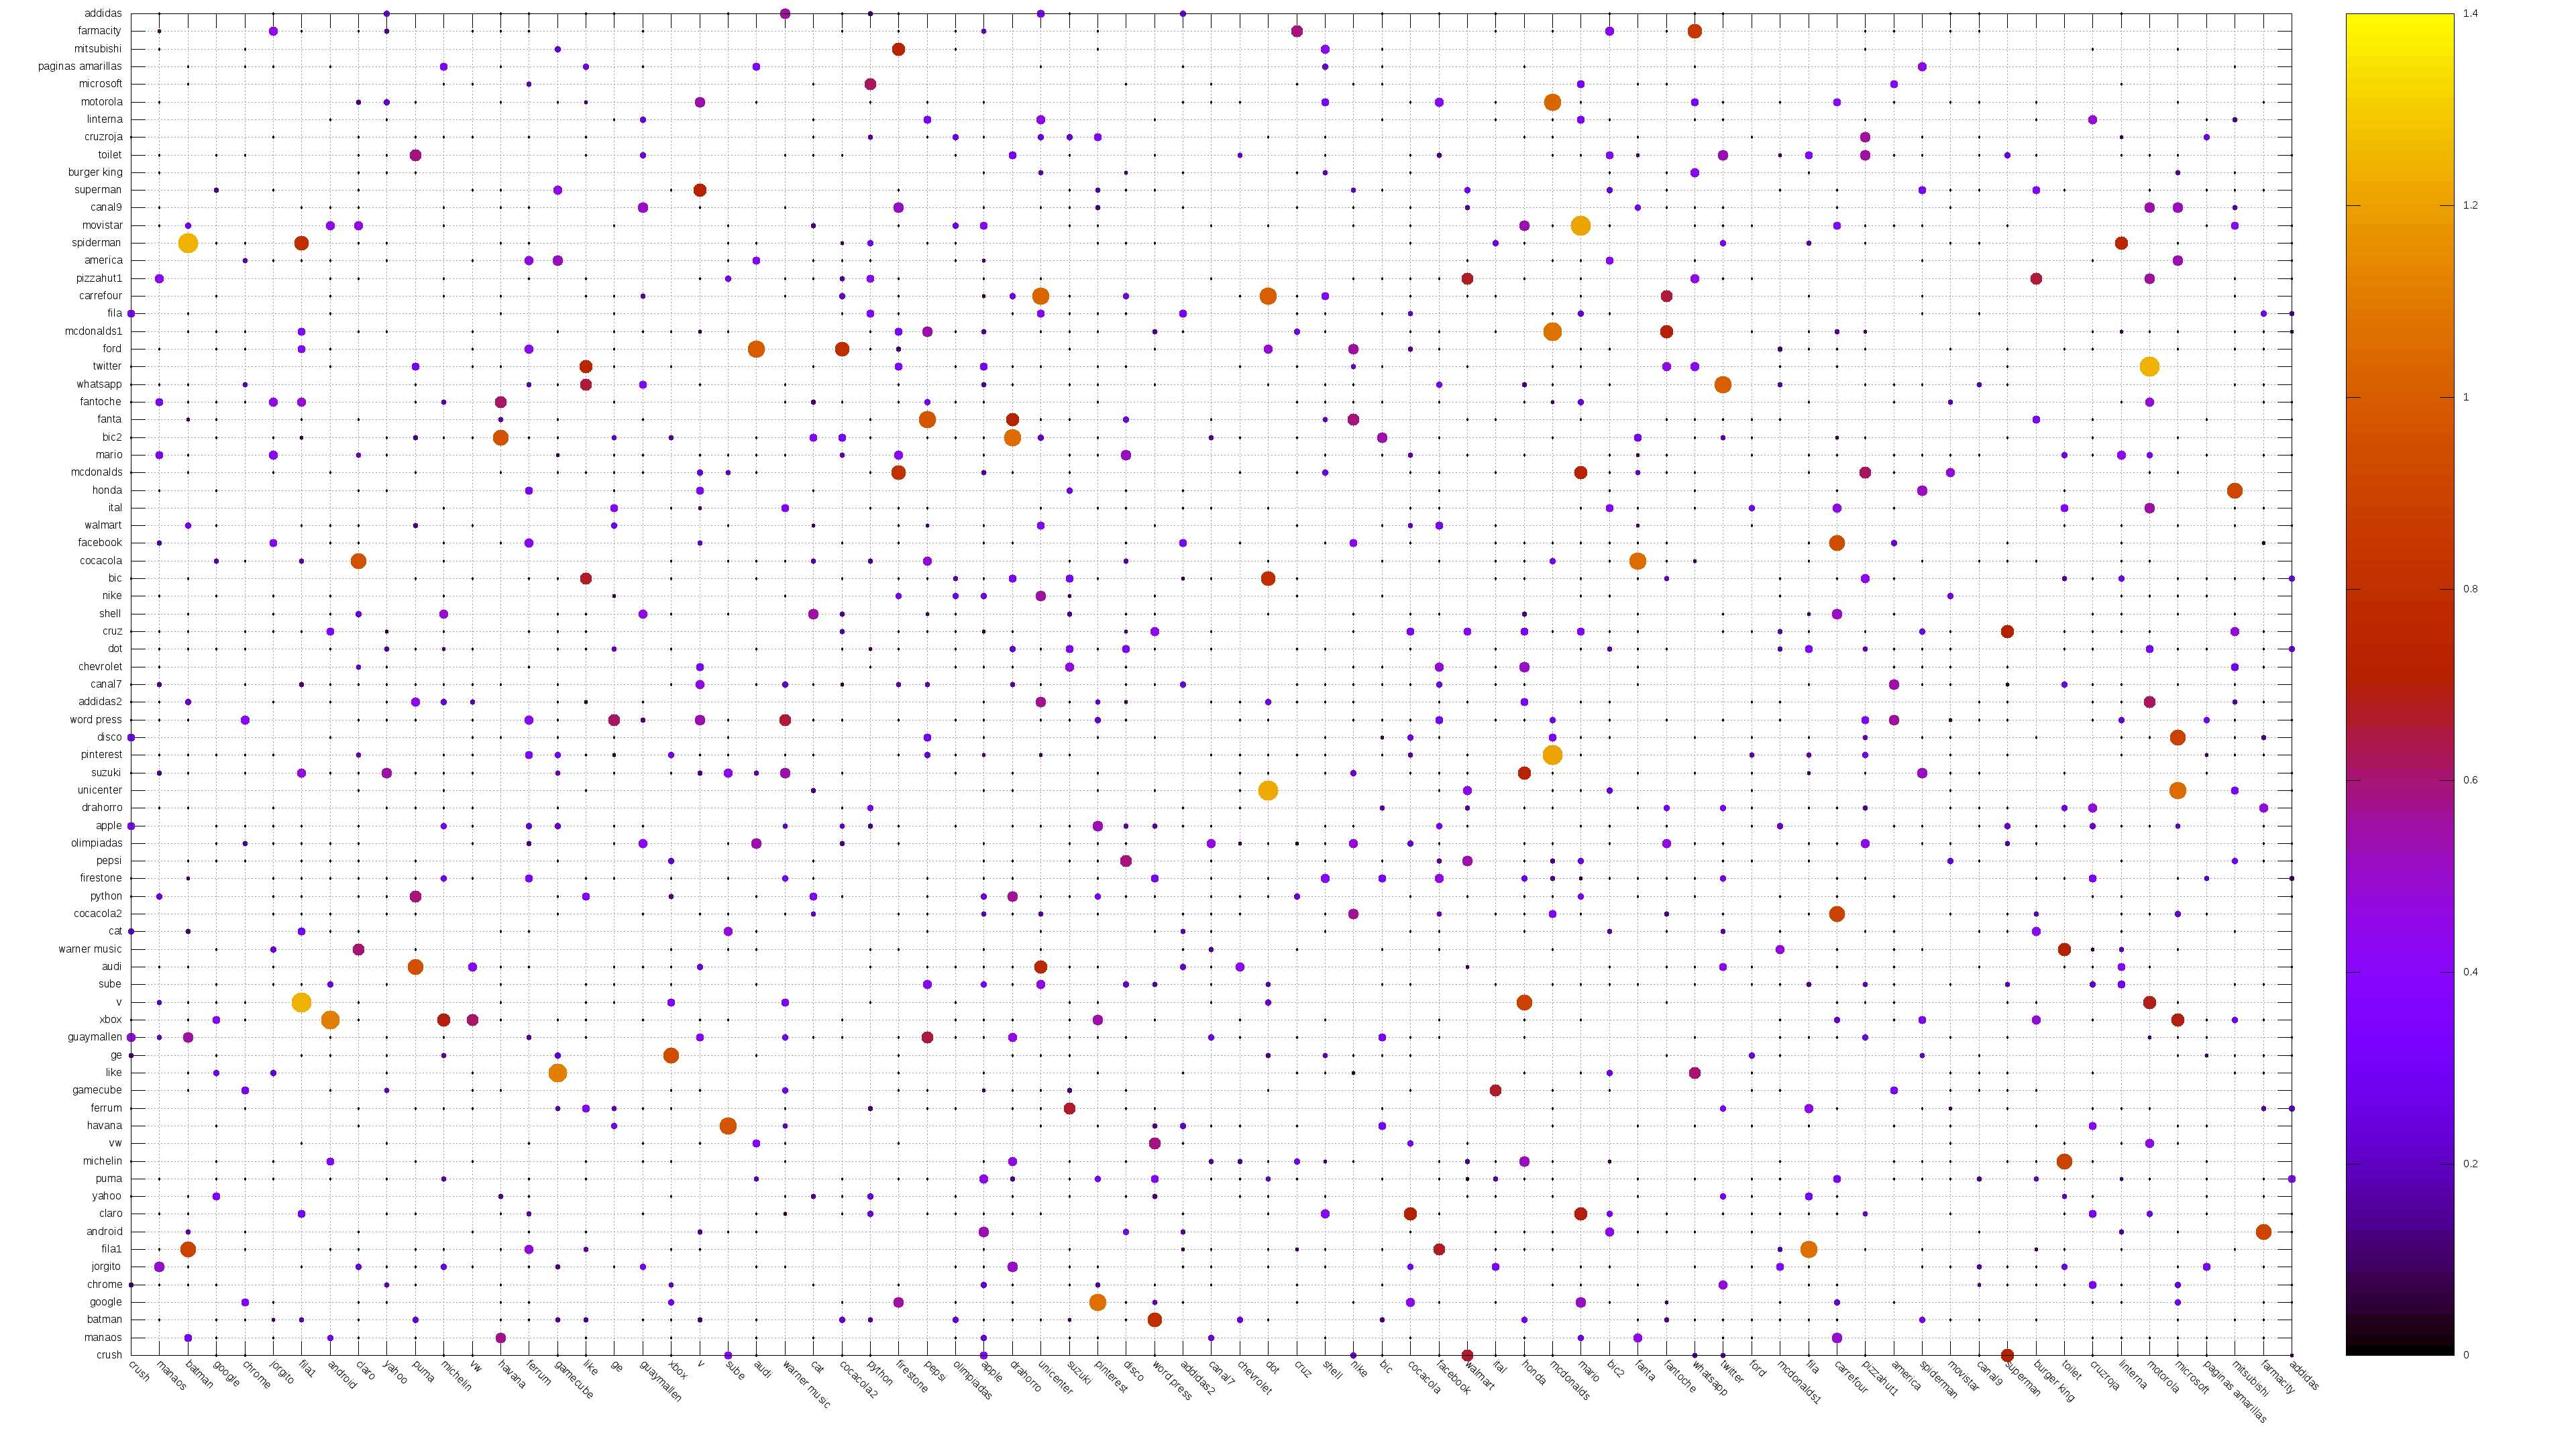 addidas
farmacity
mitsubishi
paginas amarillas
microsoft
motorola
linterna
cruzroja
toilet
burger king
superman
canal9
movistar
spiderman
america
pizzahut1
carrefour
fila
mcdonalds1
ford
twitter
whatsapp
fantoche
fanta
bic2
mario
mcdonalds
honda
ital
walmart
facebook
cocacola
bic
nike
shell
cruz
dot
chevrolet
canal7
addidas2
word press
disco
pinterest
suzuki
unicenter
drahorro
apple
olimpiadas
pepsi
firestone
python
cocacola2
cat
warner music
audi
sube
v
xbox
guaymallen
ge
like
gamecube
ferrum
havana
vw
michelin
puma
yahoo
claro
android
fila1
jorgito
chrome
google
batman
manaos
crush
crush
manaos
batman
google
chrome
jorgito
fila1
android
claro
yahoo
puma
michelin
vw
havana
ferrum
gamecube
like
ge
guaymallen
xbox
v
sube
audi
warner music
cat
cocacola2
python
firestone
pepsi
olimpiadas
apple
drahorro
unicenter
suzuki
pinterest
disco
word press
addidas2
canal7
chevrolet
dot
cruz
shell
nike
bic
cocacola
facebook
walmart
ital
honda
mcdonalds
mario
bic2
fanta
fantoche
whatsapp
twitter
ford
mcdonalds1
fila
carrefour
pizzahut1
america
spiderman
movistar
canal9
superman
burger king
toilet
cruzroja
linterna
motorola
microsoft
paginas amarillas
mitsubishi
farmacity
addidas
1.4
1.2
1
0.8
0.6
0.4
0.2
0